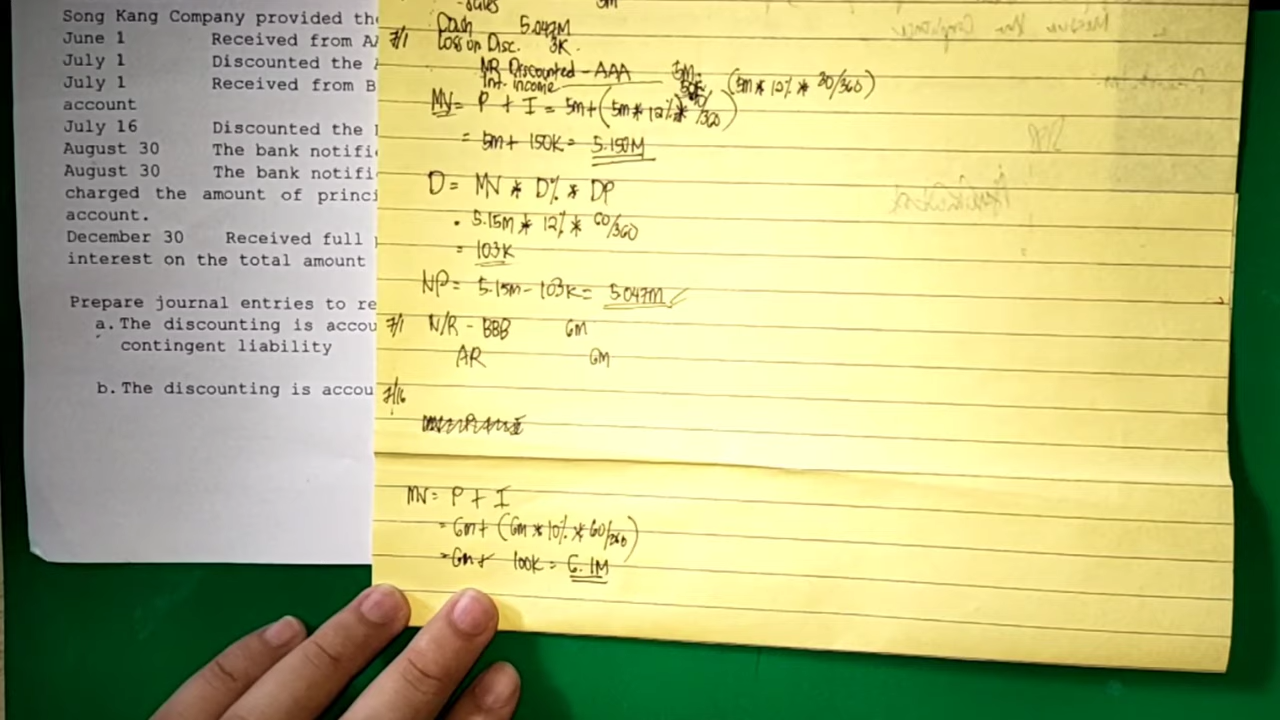 Song Kang Company provided the
June 1 Received from A
July 1 Discounted the
July 1 Received from B
account
July 16 Discounted the
August 30 The bank notifi
August 30 The bank notifi
charged the amount of princi
account.
December 30 Received full
interest on the total amount
Prepare journal entries to re
a. The discounting is accou
contingent liability
b. The discounting is accou
Sales 5m
7/1 Cash 5.047M
Loss on Disc. 3K
NR Discounted - AAA 5M
Int. income 50K (5m * 12% * 30/360)
MV = P + I = 5m + (5m * 12% * 90/360)
= 5m + 150K = 5.150M
D = MV * D% * DP
= 5.15m * 12% * 60/360
= 103K
NP = 5.15m - 103K = 5.047M
7/1 N/R - BBB 6m
AR 6m
7/16
MV = P + I
= 6m + (6m * 10% * 60/360)
= 6m + 100K = 6.1M